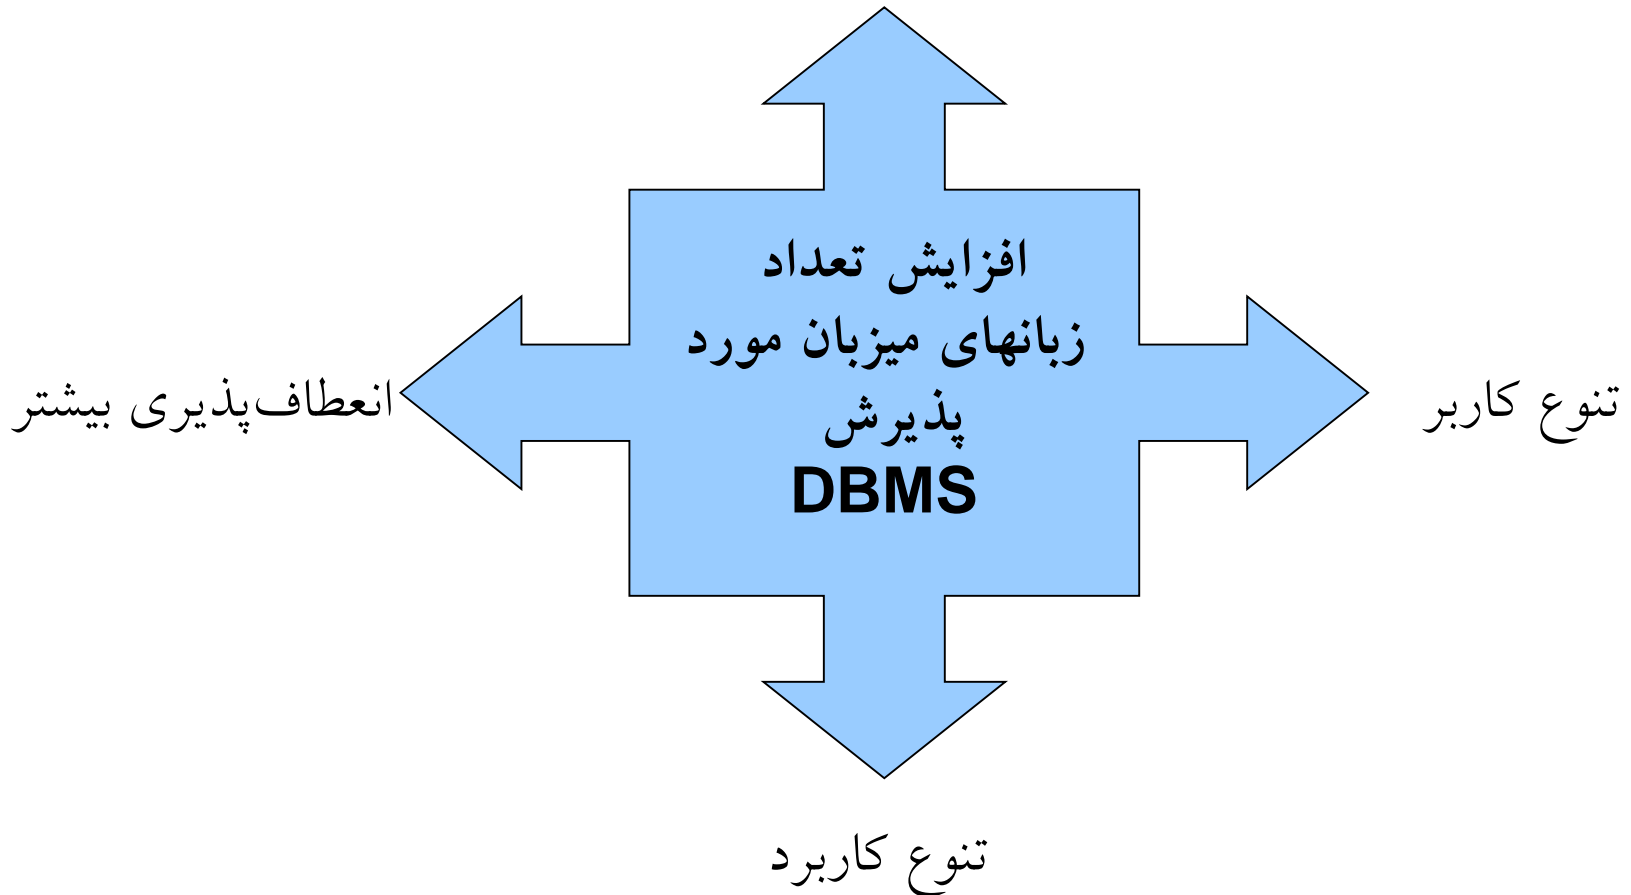 افزایش تعداد
زبانهای میزبان مورد
پذیرش
DBMS
تنوع کاربر
انعطاف‌پذیری بیشتر
تنوع کاربرد